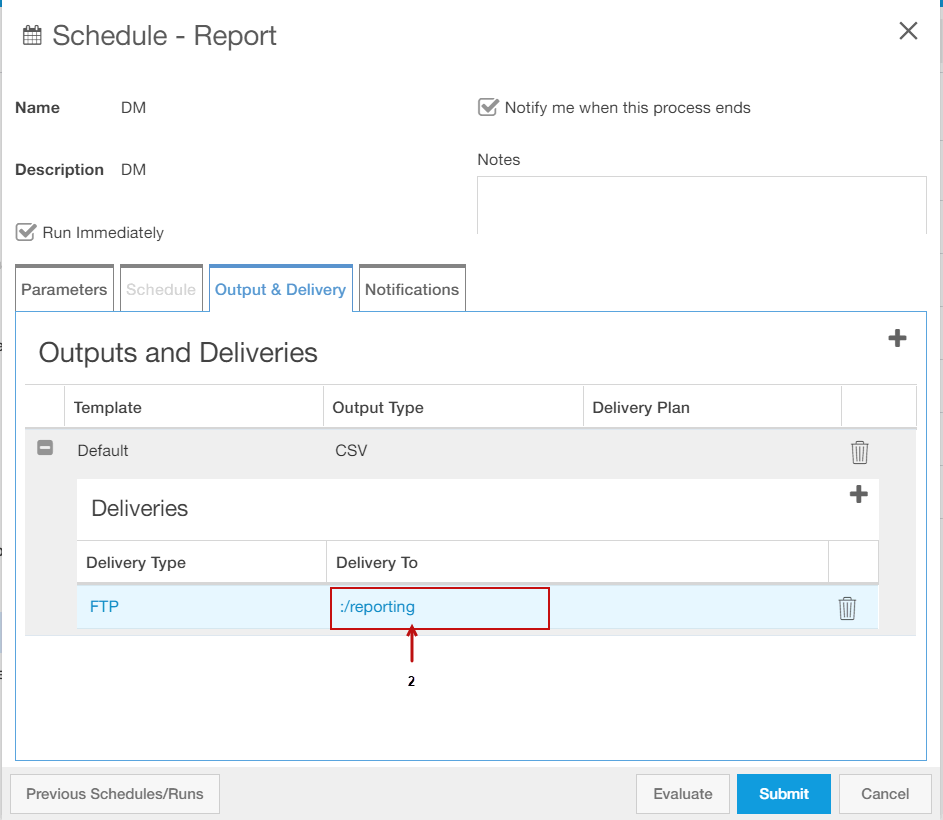 Schedule - Report
Name DM
Notify me when this process ends
Description DM
Notes
Run Immediately
Parameters Schedule Output & Delivery Notifications
Outputs and Deliveries
Template Output Type Delivery Plan
Default CSV
Deliveries
Delivery Type Delivery To
FTP :/reporting
2
Previous Schedules/Runs Evaluate Submit Cancel